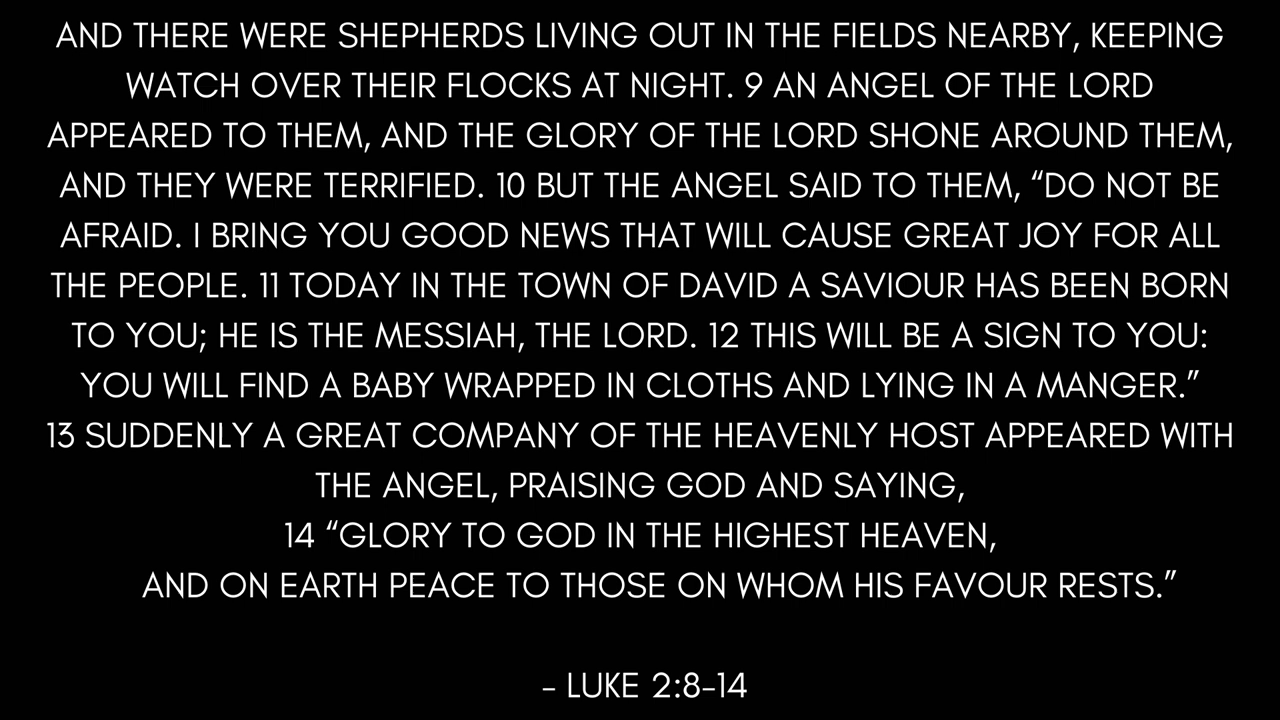 AND THERE WERE SHEPHERDS LIVING OUT IN THE FIELDS NEARBY, KEEPING
WATCH OVER THEIR FLOCKS AT NIGHT. 9 AN ANGEL OF THE LORD
APPEARED TO THEM, AND THE GLORY OF THE LORD SHONE AROUND THEM,
AND THEY WERE TERRIFIED. 10 BUT THE ANGEL SAID TO THEM, “DO NOT BE
AFRAID. I BRING YOU GOOD NEWS THAT WILL CAUSE GREAT JOY FOR ALL
THE PEOPLE. 11 TODAY IN THE TOWN OF DAVID A SAVIOUR HAS BEEN BORN
TO YOU; HE IS THE MESSIAH, THE LORD. 12 THIS WILL BE A SIGN TO YOU:
YOU WILL FIND A BABY WRAPPED IN CLOTHS AND LYING IN A MANGER.”
13 SUDDENLY A GREAT COMPANY OF THE HEAVENLY HOST APPEARED WITH
THE ANGEL, PRAISING GOD AND SAYING,
14 “GLORY TO GOD IN THE HIGHEST HEAVEN,
AND ON EARTH PEACE TO THOSE ON WHOM HIS FAVOUR RESTS.”
- LUKE 2:8-14